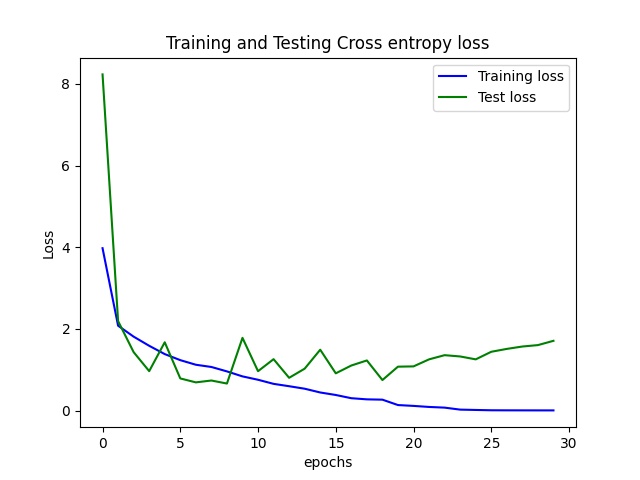 Training and Testing Cross entropy loss
Training loss
Test loss
8
6
4
2
0
Loss
0 5 10 15 20 25 30
epochs